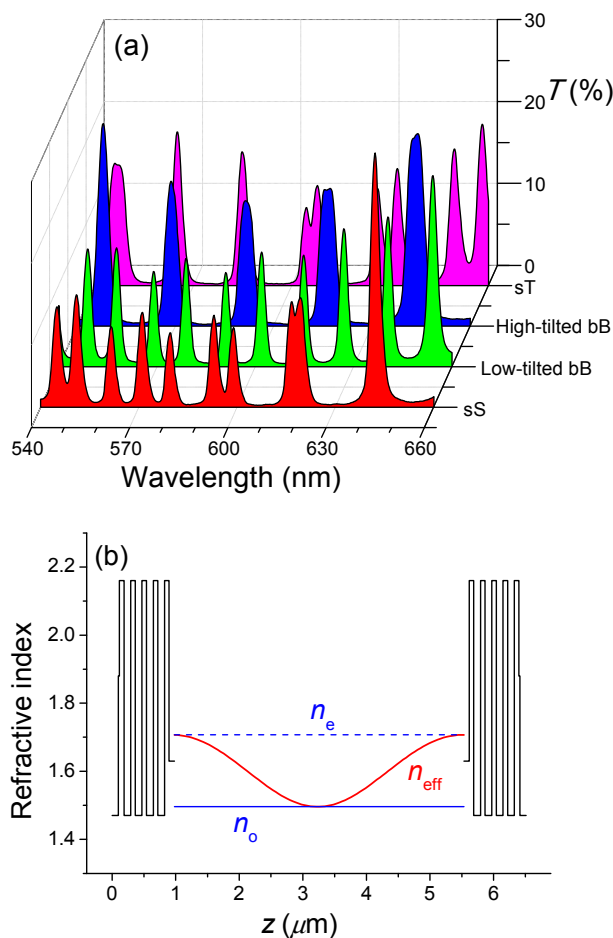 (a)
30
T (%)
20
10
0
sT
High-tilted bB
Low-tilted bB
sS
540
570
600
630
660
Wavelength (nm)
(b)
2.2
2.0
1.8
1.6
1.4
Refractive index
nₑ
n_eff
nₒ
0
1
2
3
4
5
6
z (μm)